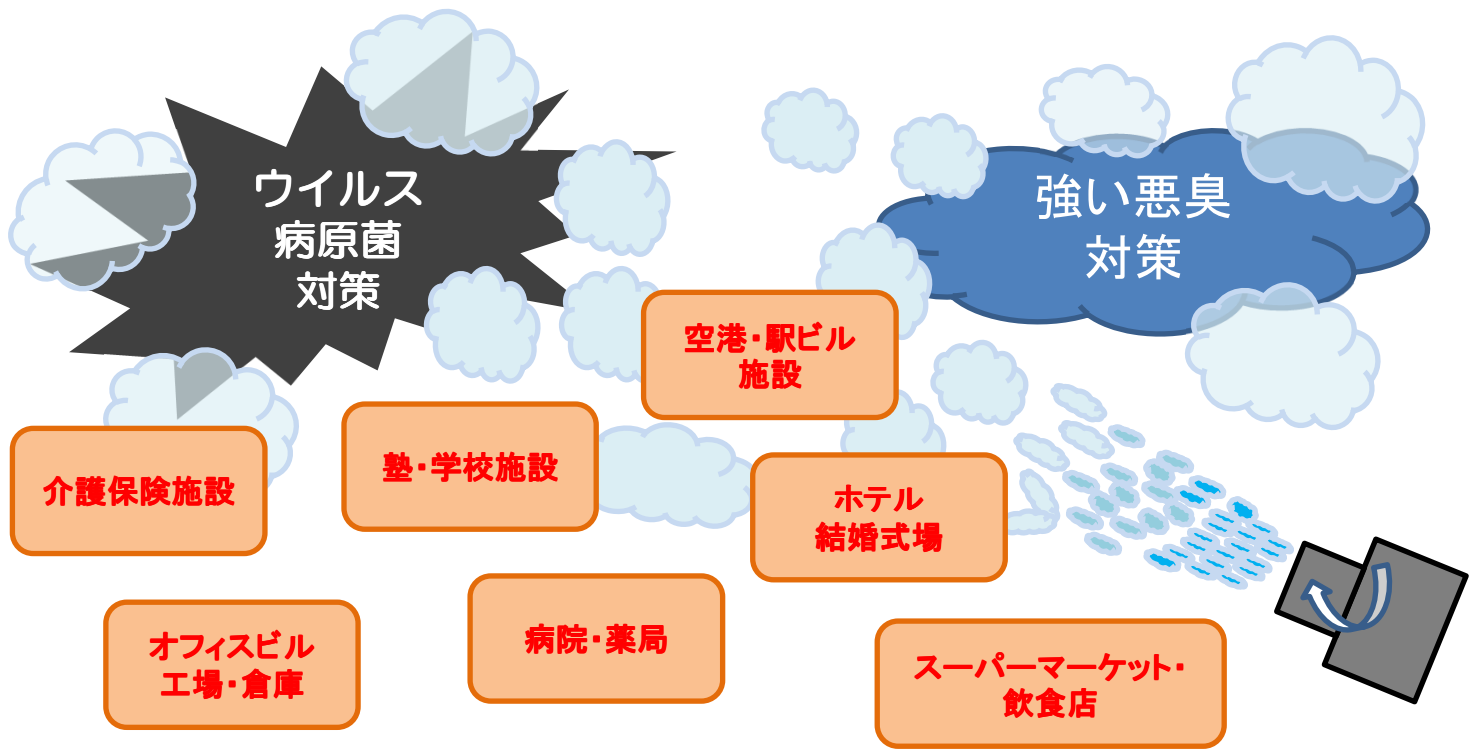 ウイルス
病原菌
対策
強い悪臭
対策
空港・駅ビル
施設
介護保険施設
塾・学校施設
ホテル
結婚式場
オフィスビル
工場・倉庫
病院・薬局
スーパーマーケット・
飲食店